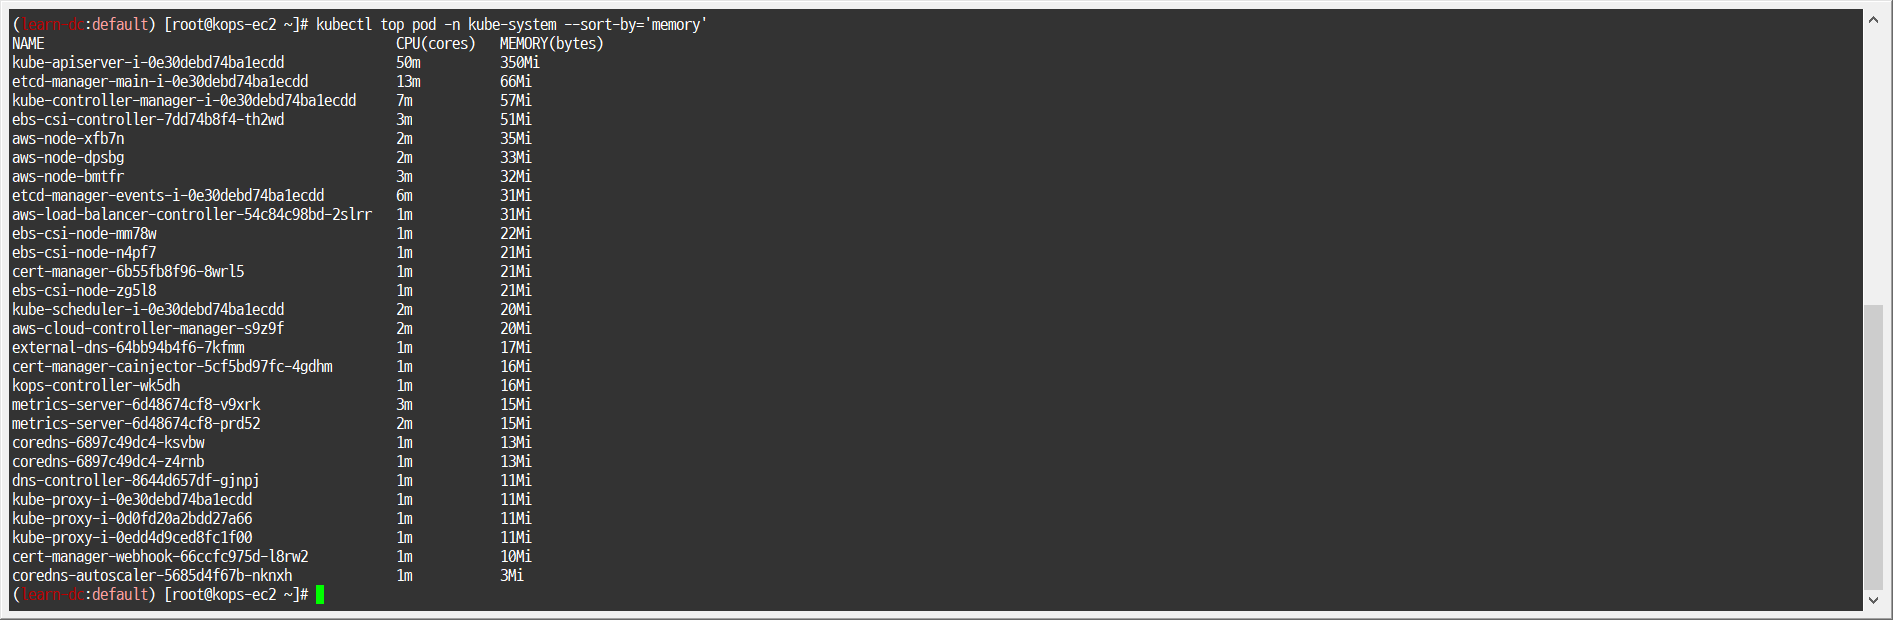 (learn-dc:default) [root@kops-ec2 ~]# kubectl top pod -n kube-system --sort-by='memory'
NAME CPU(cores) MEMORY(bytes)
kube-apiserver-i-0e30debd74ba1ecdd 50m 350Mi
etcd-manager-main-i-0e30debd74ba1ecdd 13m 66Mi
kube-controller-manager-i-0e30debd74ba1ecdd 7m 57Mi
ebs-csi-controller-7dd74b8f4-th2wd 3m 51Mi
aws-node-xfb7n 2m 35Mi
aws-node-dpsbg 2m 33Mi
aws-node-bmtfr 3m 32Mi
etcd-manager-events-i-0e30debd74ba1ecdd 6m 31Mi
aws-load-balancer-controller-54c84c98bd-2slrr 1m 31Mi
ebs-csi-node-mm78w 1m 22Mi
ebs-csi-node-n4pf7 1m 21Mi
cert-manager-6b55fb8f96-8wrl5 1m 21Mi
ebs-csi-node-zg5l8 1m 21Mi
kube-scheduler-i-0e30debd74ba1ecdd 2m 20Mi
aws-cloud-controller-manager-s9z9f 2m 20Mi
external-dns-64bb94b4f6-7kfmm 1m 17Mi
cert-manager-cainjector-5cf5bd97fc-4gdhm 1m 16Mi
kops-controller-wk5dh 1m 16Mi
metrics-server-6d48674cf8-v9xrk 3m 15Mi
metrics-server-6d48674cf8-prd52 2m 15Mi
coredns-6897c49dc4-ksvbw 1m 13Mi
coredns-6897c49dc4-z4rnb 1m 13Mi
dns-controller-8644d657df-gjnpj 1m 11Mi
kube-proxy-i-0e30debd74ba1ecdd 1m 11Mi
kube-proxy-i-0d0fd20a2bdd27a66 1m 11Mi
kube-proxy-i-0edd4d9ced8fc1f00 1m 11Mi
cert-manager-webhook-66ccfc975d-l8rw2 1m 10Mi
coredns-autoscaler-5685d4f67b-nknxh 1m 3Mi
(learn-dc:default) [root@kops-ec2 ~]#